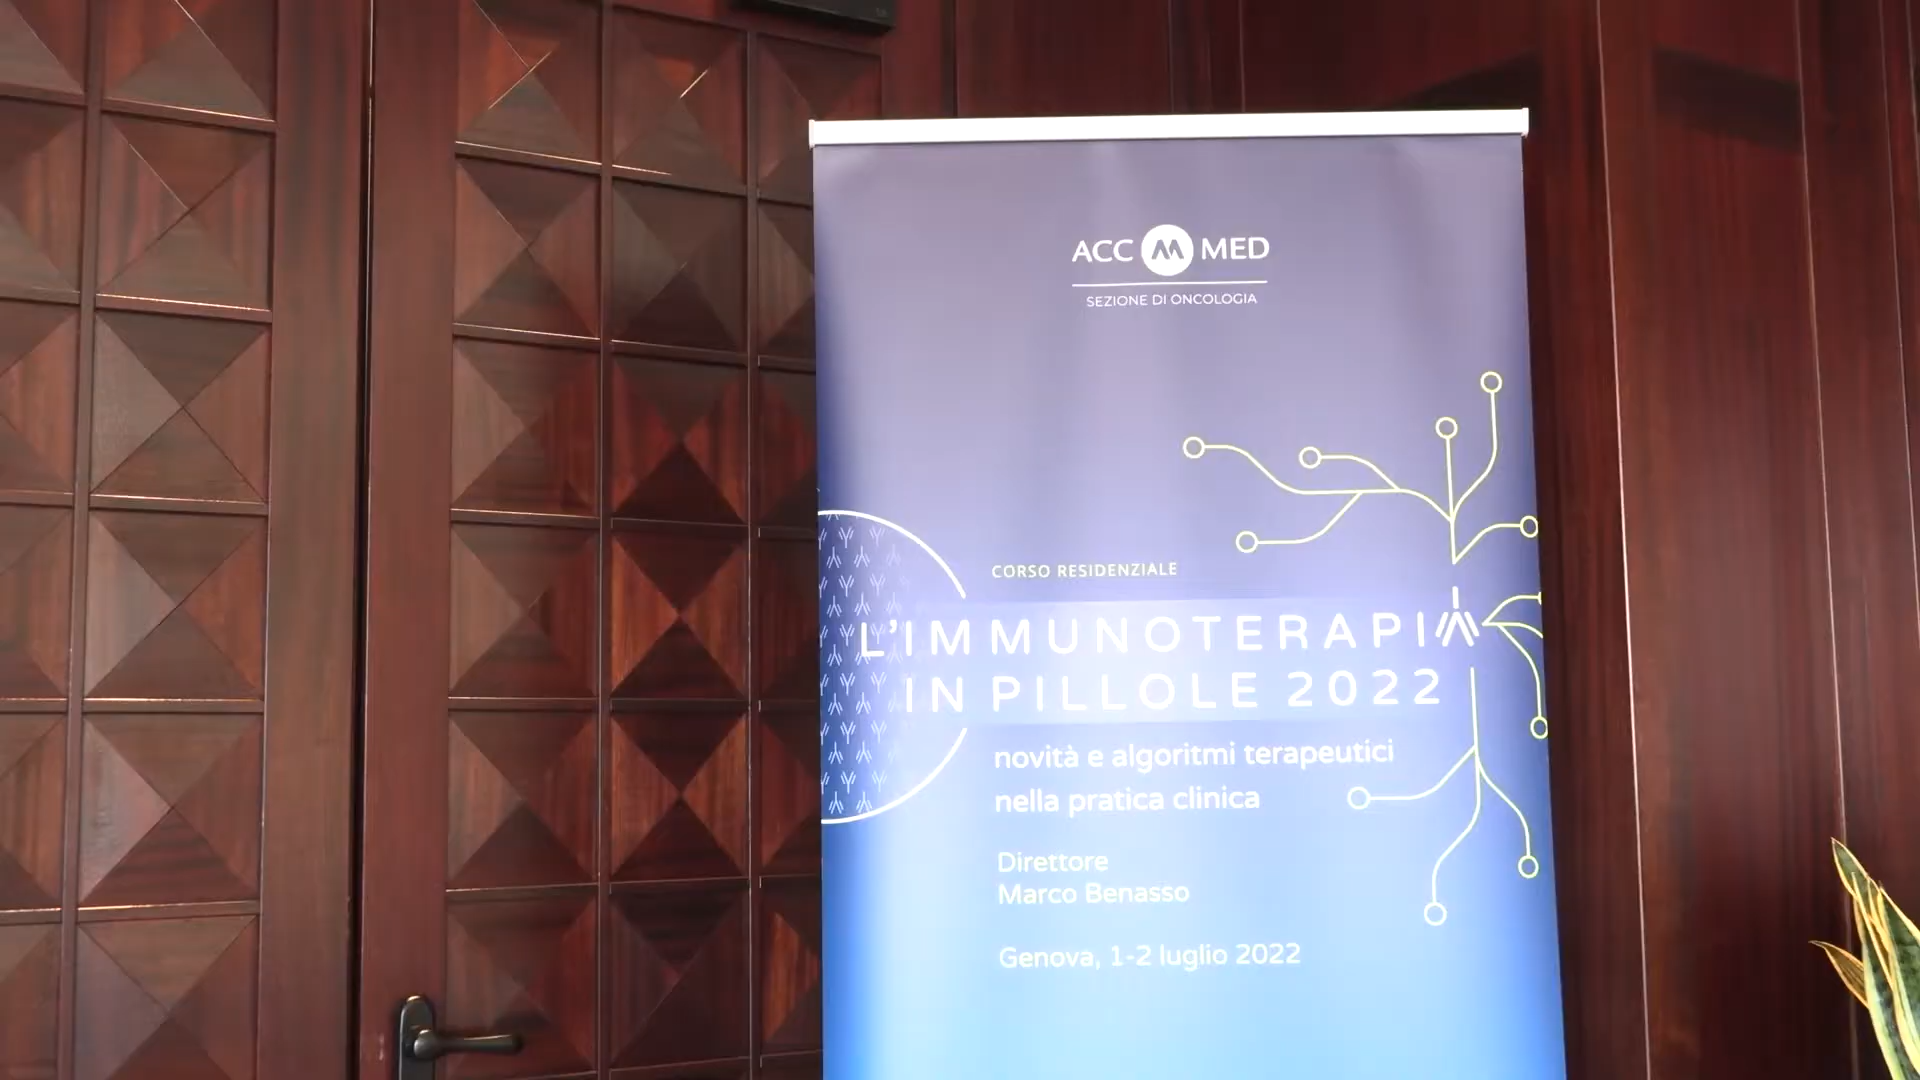 ACC MED
SEZIONE DI ONCOLOGIA
CORSO RESIDENZIALE
L'IMMUNOTERAPIA
IN PILLOLE 2022
novità e algoritmi terapeutici
nella pratica clinica
Direttore
Marco Benasso
Genova, 1-2 luglio 2022